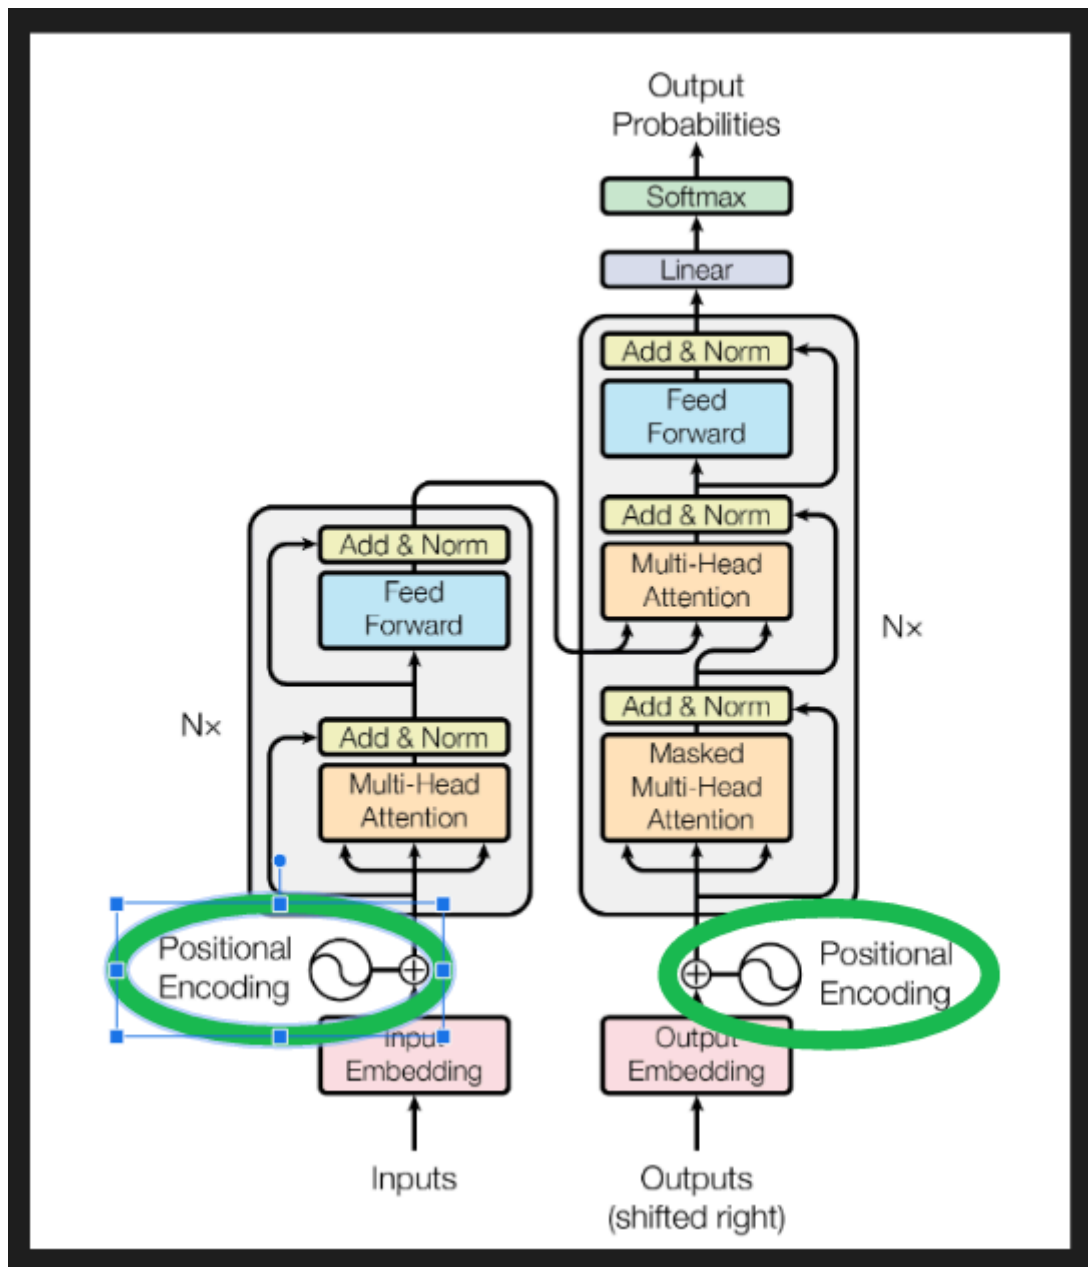 Output
Probabilities
Softmax
Linear
Add & Norm
Feed
Forward
Add & Norm
Multi-Head
Attention
Add & Norm
Masked
Multi-Head
Attention
Nx
Add & Norm
Feed
Forward
Add & Norm
Multi-Head
Attention
Nx
Positional
Encoding
Positional
Encoding
Input
Embedding
Output
Embedding
Inputs
Outputs
(shifted right)